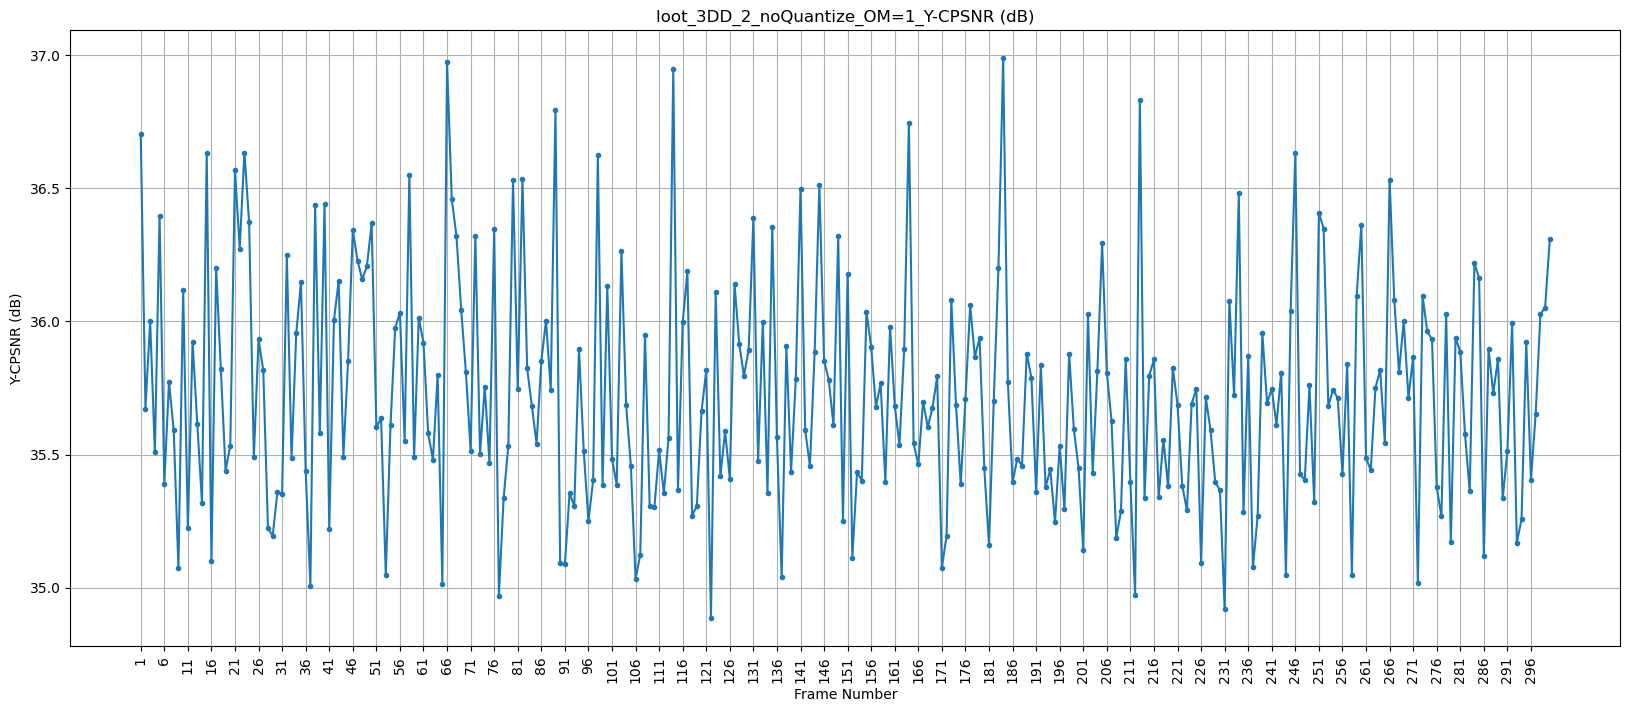 loot_3DD_2_noQuantize_OM=1_Y-CPSNR (dB)
Y-CPSNR (dB)
37.0
36.5
36.0
35.5
35.0
1 6 11 16 21 26 31 36 41 46 51 56 61 66 71 76 81 86 91 96 101 106 111 116 121 126 131 136 141 146 151 156 161 166 171 176 181 186 191 196 201 206 211 216 221 226 231 236 241 246 251 256 261 266 271 276 281 286 291 296
Frame Number